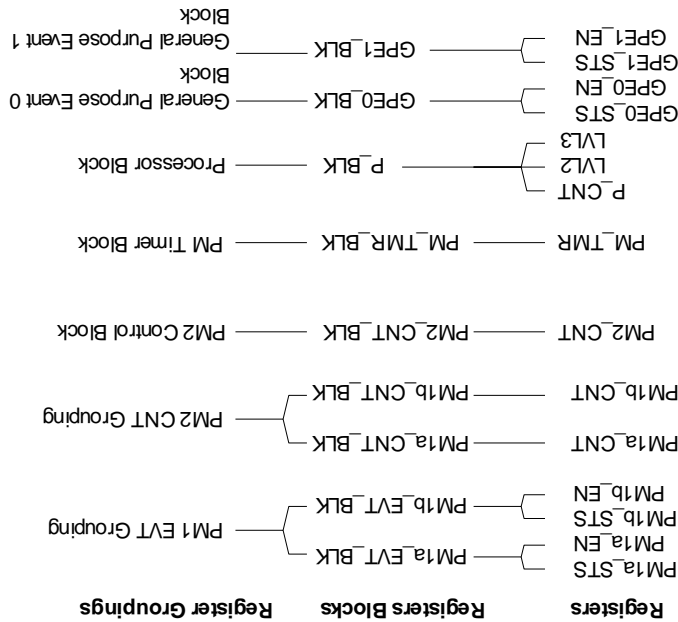 Registers
Registers Blocks
Register Groupings
PM1a_STS
PM1a_EN
PM1a_EVT_BLK
PM1b_STS
PM1b_EN
PM1b_EVT_BLK
PM1 EVT Grouping
PM1a_CNT
PM1a_CNT_BLK
PM1b_CNT
PM1b_CNT_BLK
PM2 CNT Grouping
PM2_CNT
PM2_CNT_BLK
PM2 Control Block
PM_TMR
PM_TMR_BLK
PM Timer Block
P_CNT
LVL2
LVL3
P_BLK
Processor Block
GPE0_STS
GPE0_EN
GPE0_BLK
General Purpose Event 0
Block
GPE1_STS
GPE1_EN
GPE1_BLK
General Purpose Event 1
Block